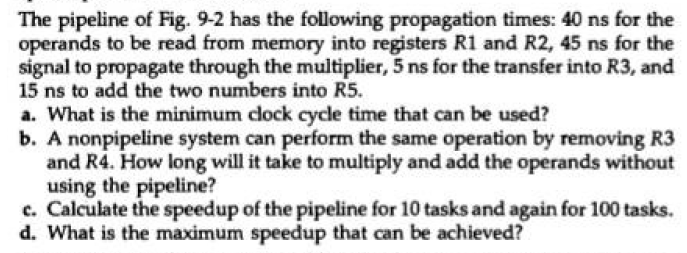 The pipeline of Fig. 9-2 has the following propagation times: 40 ns for the
operands to be read from memory into registers R1 and R2, 45 ns for the
signal to propagate through the multiplier, 5 ns for the transfer into R3, and
15 ns to add the two numbers into R5.
a. What is the minimum clock cycle time that can be used?
b. A nonpipeline system can perform the same operation by removing R3
and R4. How long will it take to multiply and add the operands without
using the pipeline?
c. Calculate the speedup of the pipeline for 10 tasks and again for 100 tasks.
d. What is the maximum speedup that can be achieved?